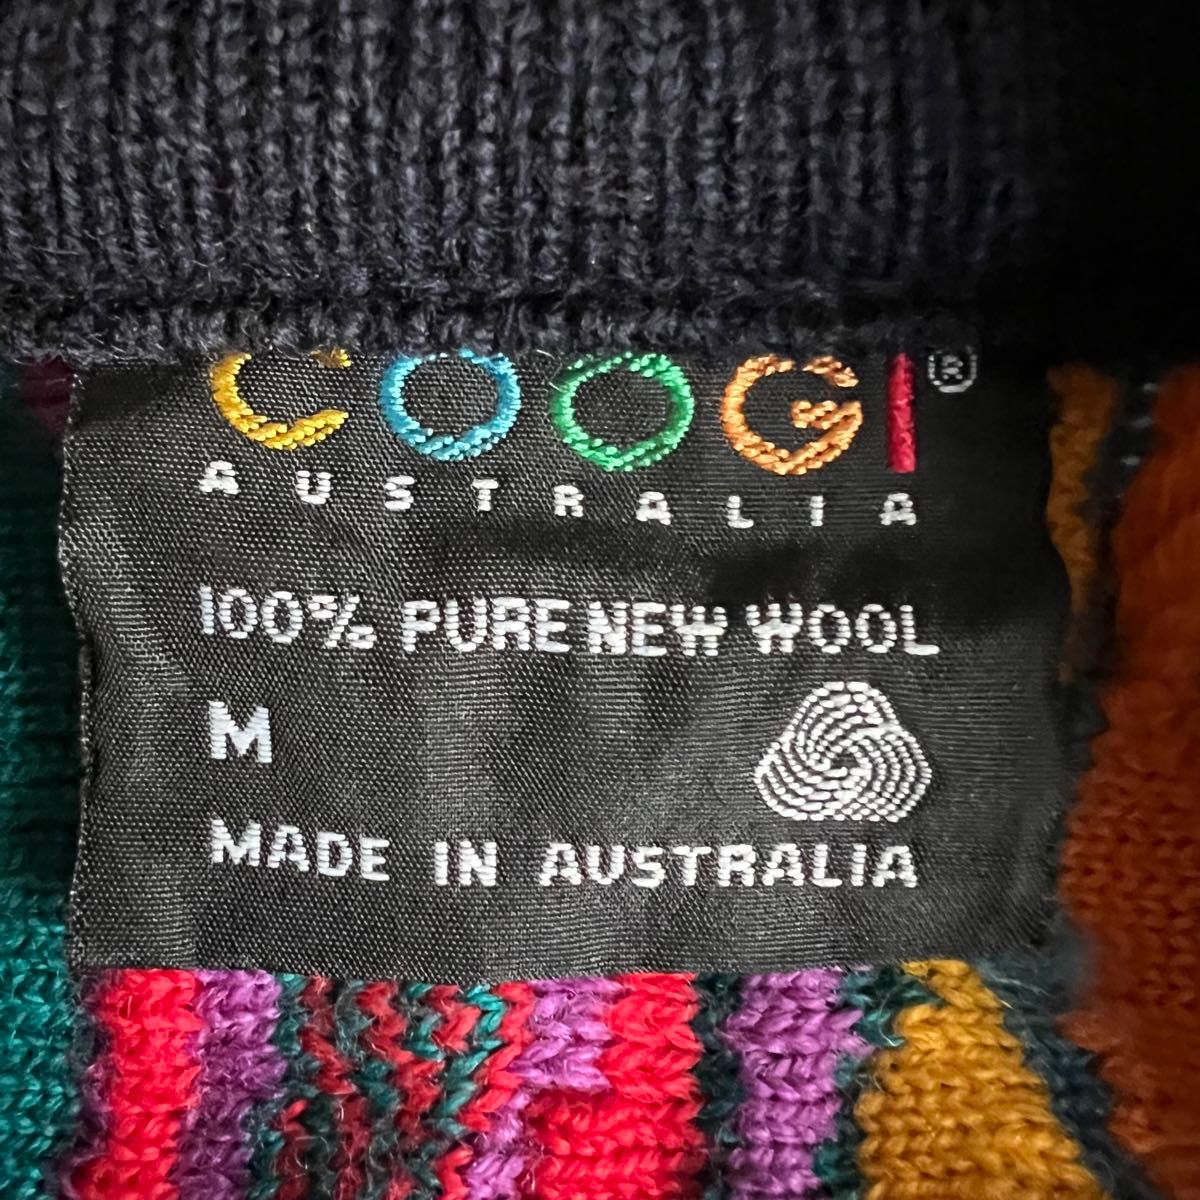 COOGI®
AUSTRALIA
100% PURE NEW WOOL
M
MADE IN AUSTRALIA